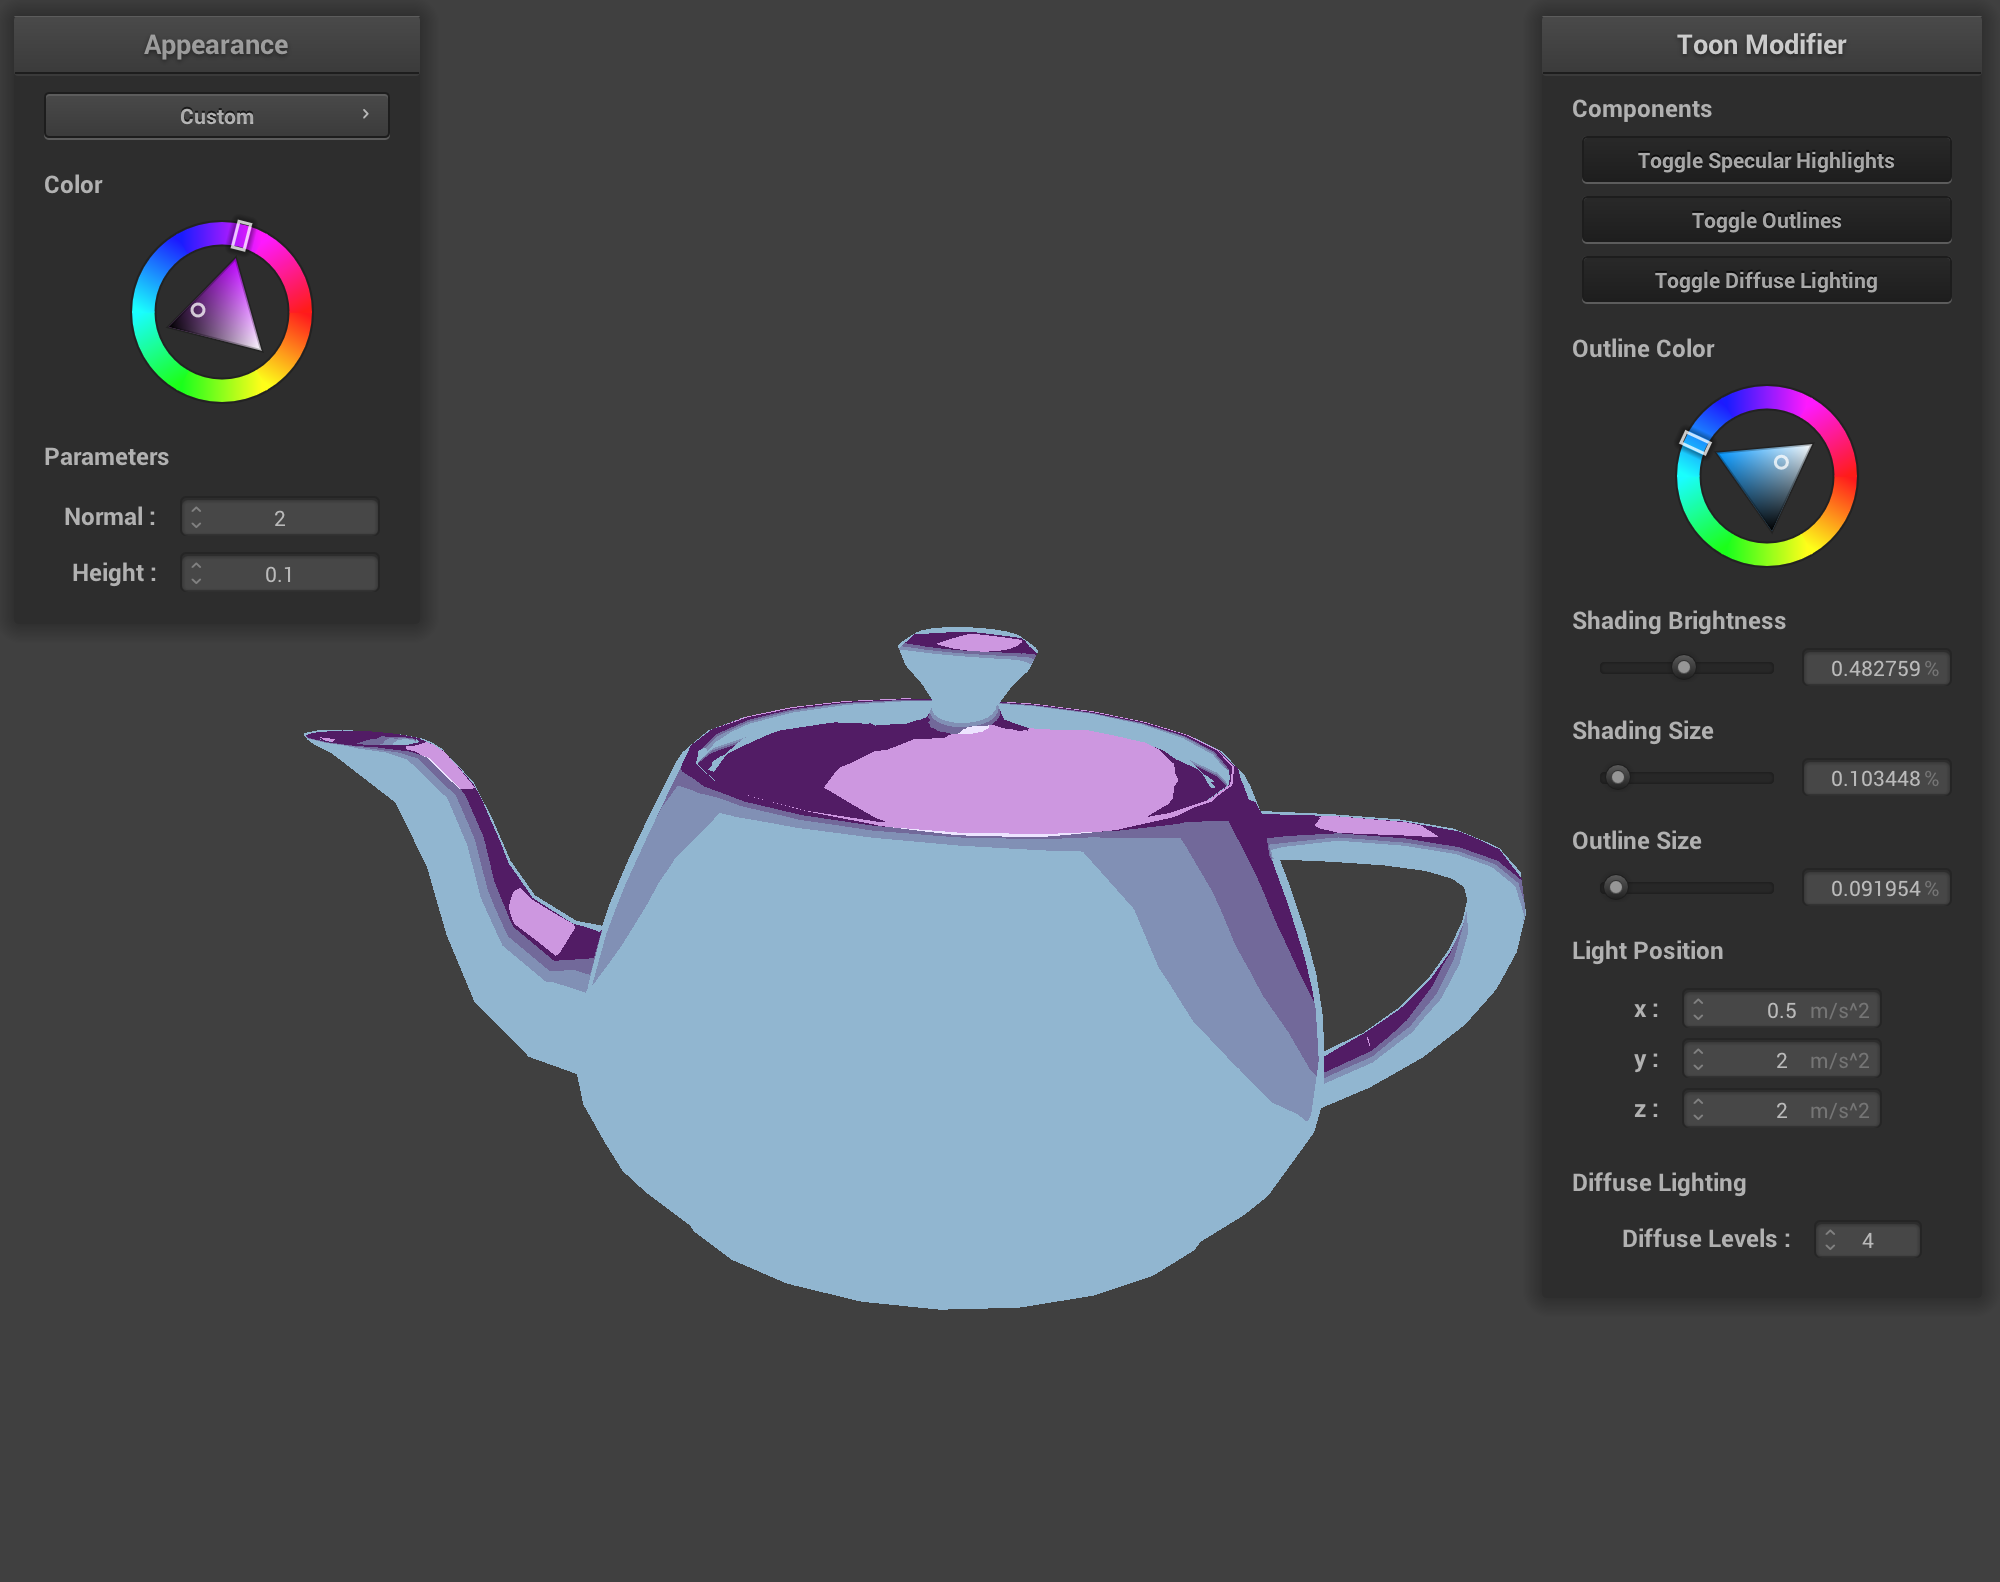 Appearance
Custom
Color
Parameters
Normal : 2
Height : 0.1
Toon Modifier
Components
Toggle Specular Highlights
Toggle Outlines
Toggle Diffuse Lighting
Outline Color
Shading Brightness
0.482759 %
Shading Size
0.103448 %
Outline Size
0.091954 %
Light Position
x : 0.5 m/s^2
y : 2 m/s^2
z : 2 m/s^2
Diffuse Lighting
Diffuse Levels : 4